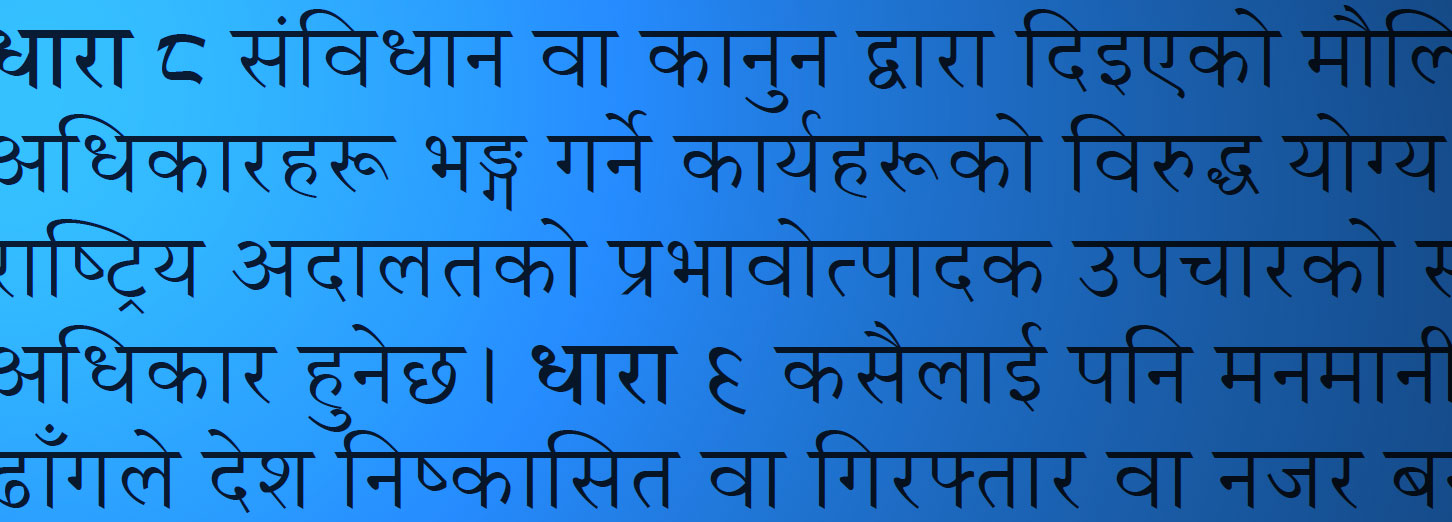 धारा ८ संविधान वा कानुन द्वारा दिइएको मौलि
अधिकारहरू भङ्ग गर्ने कार्यहरूको विरुद्ध योग्य
राष्ट्रिय अदालतको प्रभावोत्पादक उपचारको स
अधिकार हुनेछ। धारा ९ कसैलाई पनि मनमानी
ढाँगले देश निष्कासित वा गिरफ्तार वा नजर ब